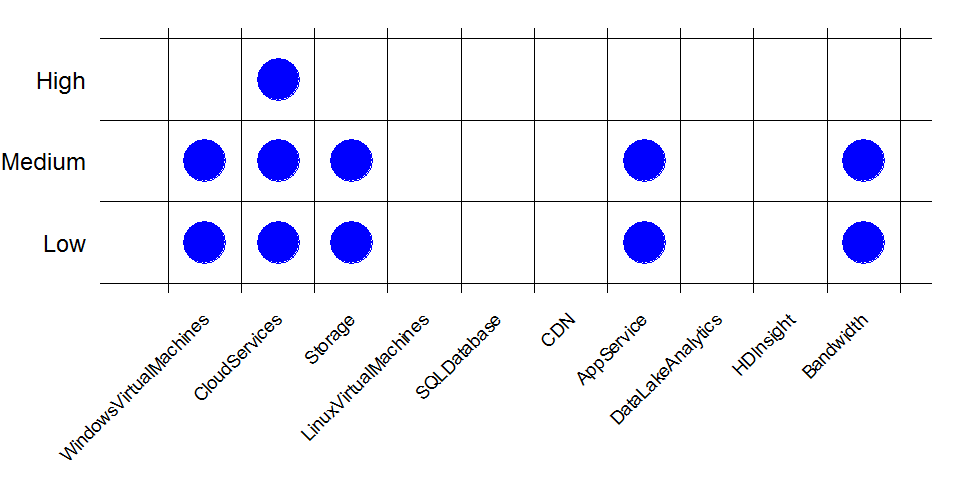 High
Medium
Low
WindowsVirtualMachines
CloudServices
Storage
LinuxVirtualMachines
SQLDatabase
CDN
AppService
DataLakeAnalytics
HDInsight
Bandwidth